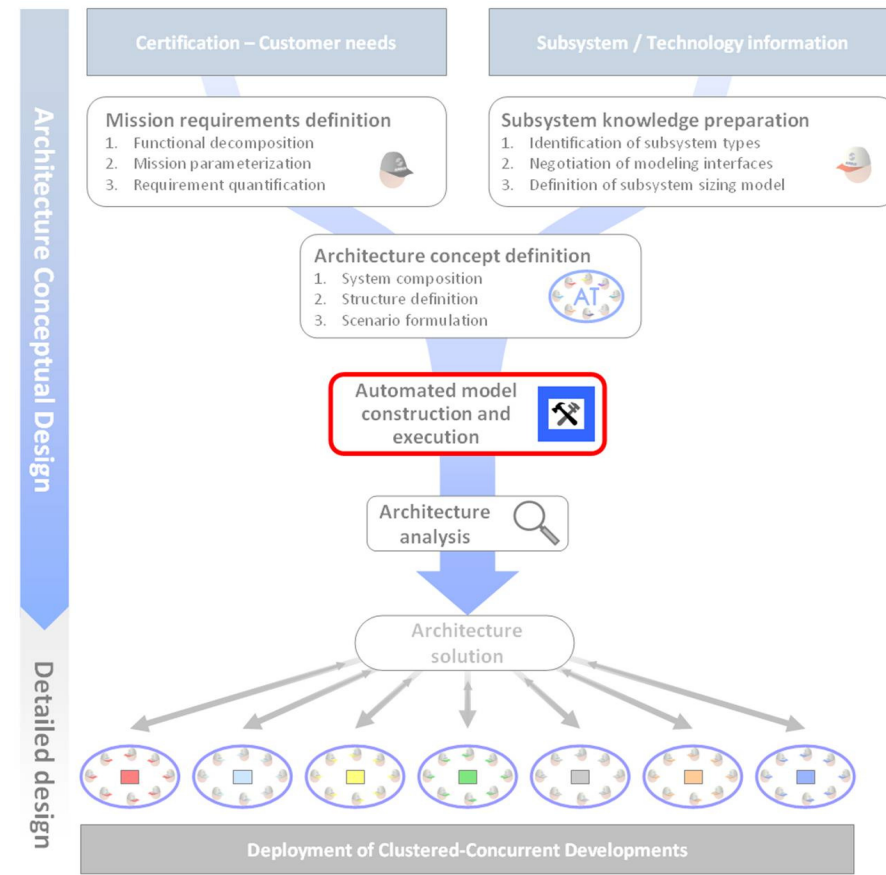 Certification – Customer needs
Subsystem / Technology information
Architecture Conceptual Design
Mission requirements definition
1. Functional decomposition
2. Mission parameterization
3. Requirement quantification
Subsystem knowledge preparation
1. Identification of subsystem types
2. Negotiation of modeling interfaces
3. Definition of subsystem sizing model
Architecture concept definition
1. System composition
2. Structure definition
3. Scenario formulation
AT
Automated model
construction and
execution
Architecture
analysis
Architecture
solution
Detailed design
Deployment of Clustered-Concurrent Developments